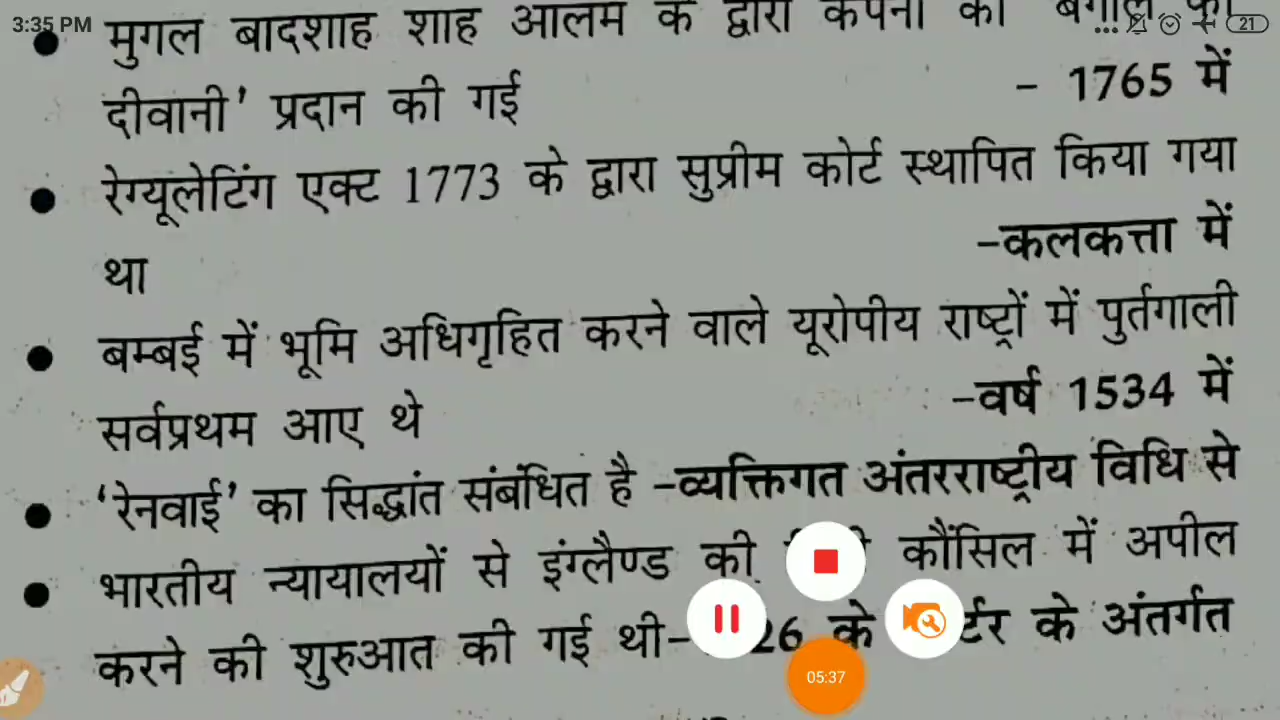 3:35 PM
21
मुगल बादशाह शाह आलम के द्वारा कंपनी को
दीवानी' प्रदान की गई - 1765 में
रेग्यूलेटिंग एक्ट 1773 के द्वारा सुप्रीम कोर्ट स्थापित किया गया
था -कलकत्ता में
बम्बई में भूमि अधिगृहित करने वाले यूरोपीय राष्ट्रों में पुर्तगाली
सर्वप्रथम आए थे -वर्ष 1534 में
'रेनवाई' का सिद्धांत संबंधित है -व्यक्तिगत अंतरराष्ट्रीय विधि से
भारतीय न्यायालयों से इंग्लैण्ड की कौंसिल में अपील
करने की शुरुआत की गई थी- के के अंतर्गत
05:37